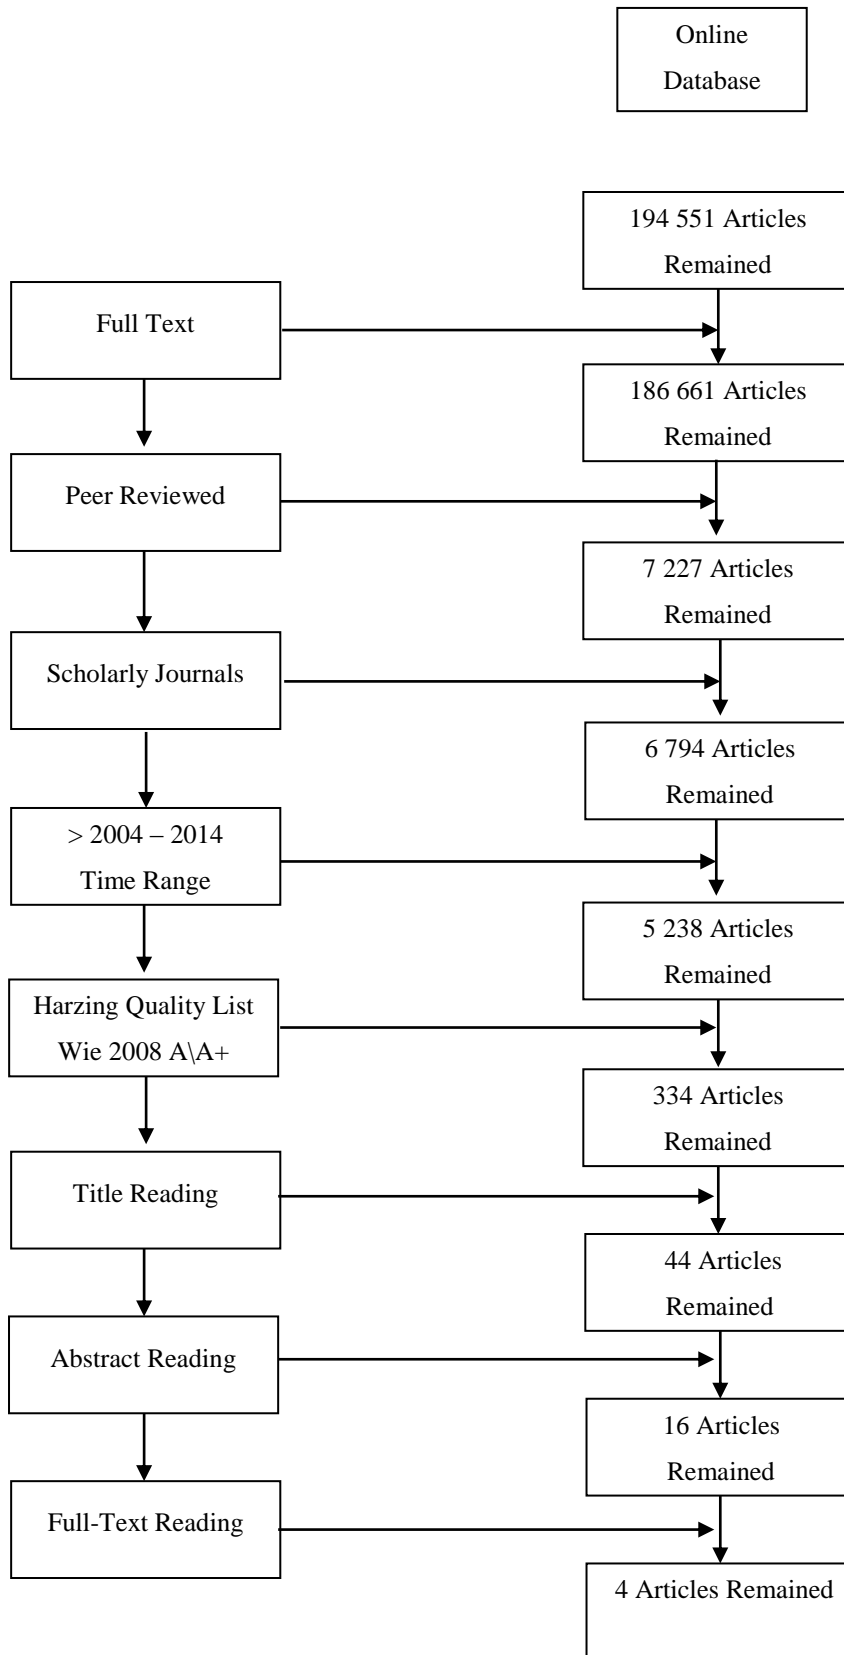 Online
Database
194 551 Articles
Remained
Full Text
186 661 Articles
Remained
Peer Reviewed
7 227 Articles
Remained
Scholarly Journals
6 794 Articles
Remained
> 2004 – 2014
Time Range
5 238 Articles
Remained
Harzing Quality List
Wie 2008 A\A+
334 Articles
Remained
Title Reading
44 Articles
Remained
Abstract Reading
16 Articles
Remained
Full-Text Reading
4 Articles Remained